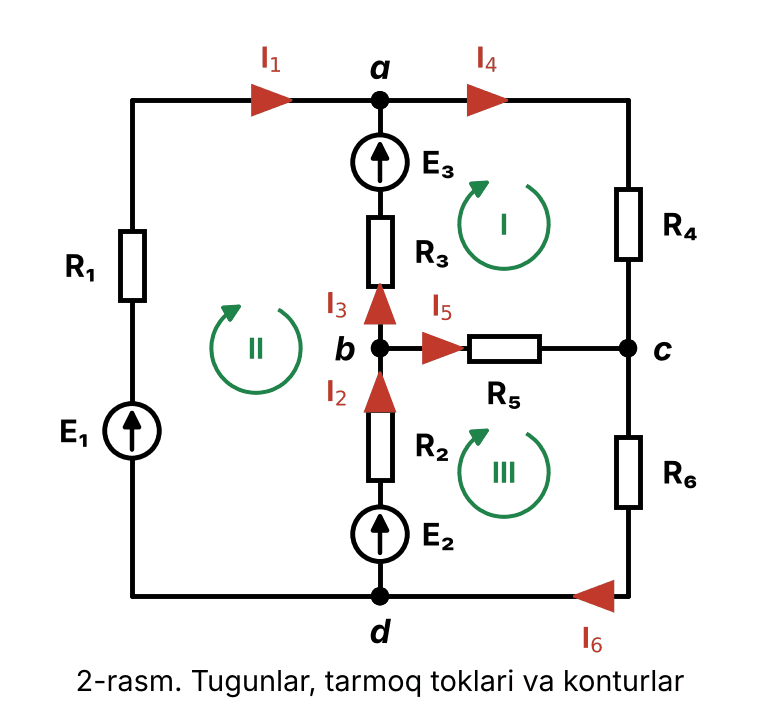 I₁
a
I₄
E₃
I
R₄
R₁
R₃
I₃
I₅
II
b
c
I₂
R₅
E₁
R₂
III
R₆
E₂
d
I₆
2-rasm. Tugunlar, tarmoq toklari va konturlar